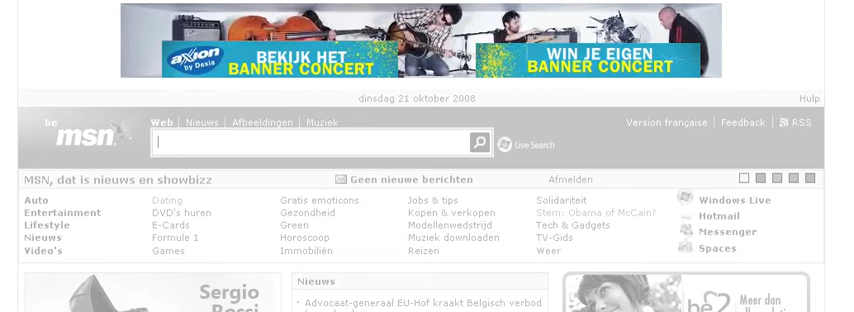 axion by Dexia
BEKIJK HET
BANNER CONCERT
WIN JE EIGEN
BANNER CONCERT
dinsdag 21 oktober 2008 Hulp
be msn
Web Nieuws Afbeeldingen Muziek
Version française Feedback RSS
Live Search
MSN, dat is nieuws en showbizz Geen nieuwe berichten Afmelden
Auto Dating Gratis emoticons Jobs & tips Solidariteit Windows Live
Entertainment DVD's huren Gezondheid Kopen & verkopen Stem: Obama of McCain? Hotmail
Lifestyle E-Cards Green Modellenwedstrijd Tech & Gadgets Messenger
Nieuws Formule 1 Horoscoop Muziek downloaden TV-Gids Spaces
Video's Games Immobiliën Reizen Weer
Sergio
Rossi
Nieuws
Advocaat-generaal EU-Hof kraakt Belgisch verbod
be
Meer dan